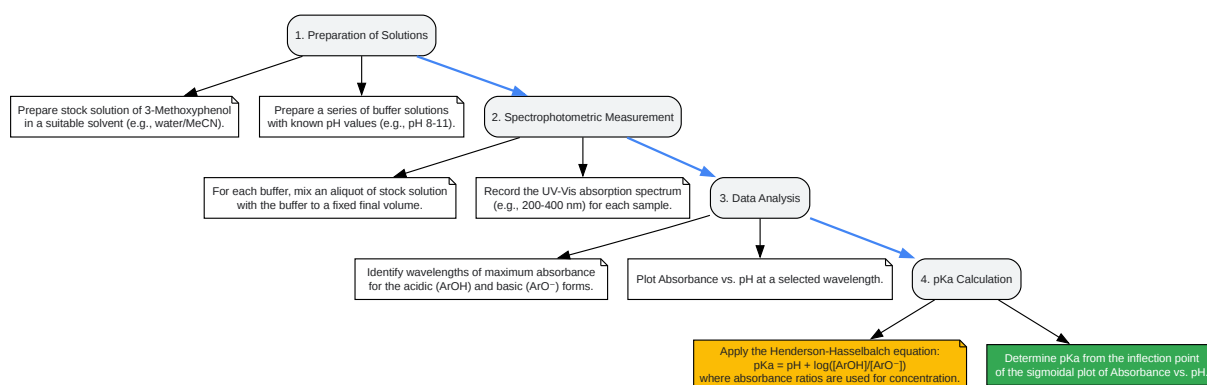 1. Preparation of Solutions
Prepare stock solution of 3-Methoxyphenol
in a suitable solvent (e.g., water/MeCN).
Prepare a series of buffer solutions
with known pH values (e.g., pH 8-11).
2. Spectrophotometric Measurement
For each buffer, mix an aliquot of stock solution
with the buffer to a fixed final volume.
Record the UV-Vis absorption spectrum
(e.g., 200-400 nm) for each sample.
3. Data Analysis
Identify wavelengths of maximum absorbance
for the acidic (ArOH) and basic (ArO⁻) forms.
Plot Absorbance vs. pH at a selected wavelength.
4. pKa Calculation
Apply the Henderson-Hasselbalch equation:
pKa = pH + log([ArOH]/[ArO⁻])
where absorbance ratios are used for concentration.
Determine pKa from the inflection point
of the sigmoidal plot of Absorbance vs. pH.